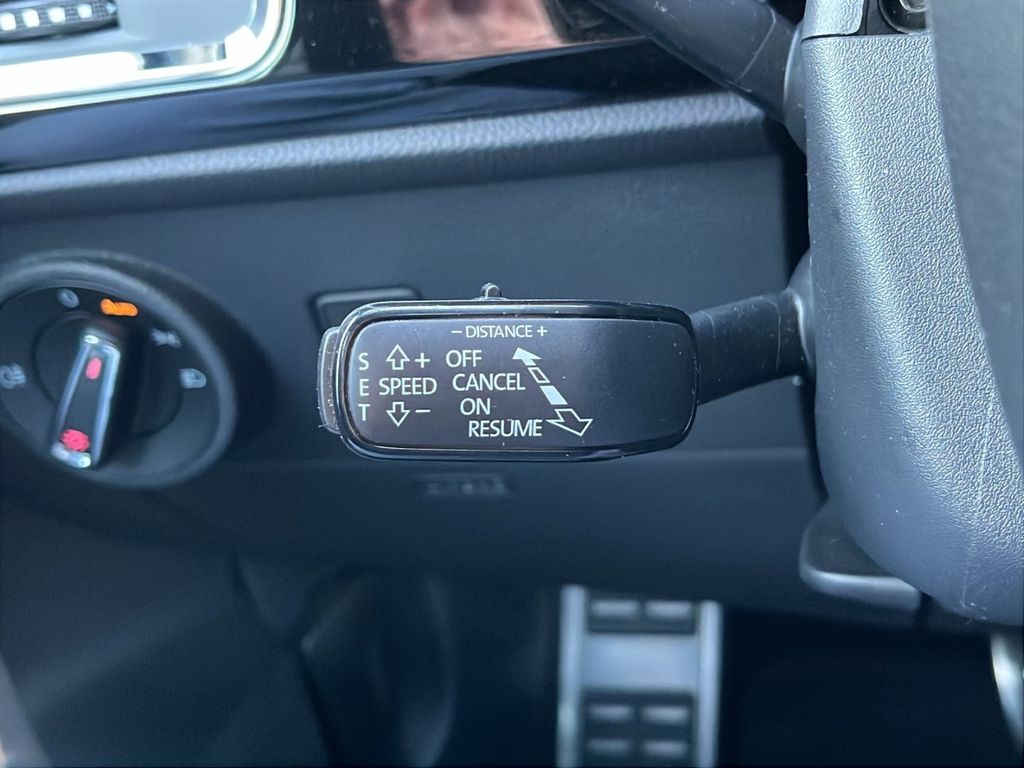 − DISTANCE +
S + OFF
E SPEED CANCEL
T − ON
RESUME